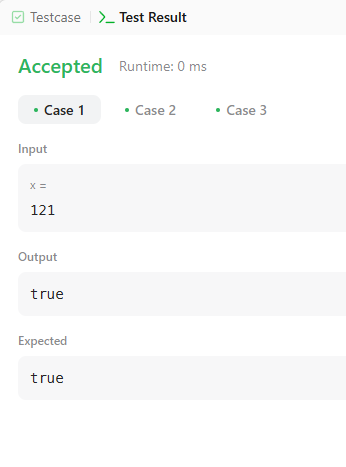 Testcase Test Result
Accepted Runtime: 0 ms
Case 1 Case 2 Case 3
Input
x =
121
Output
true
Expected
true